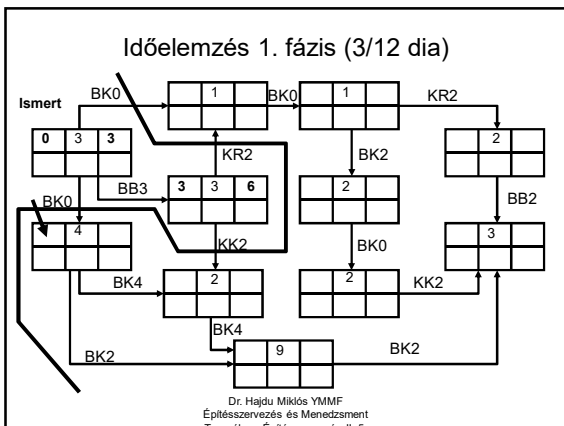 Időelemzés 1. fázis (3/12 dia)
Ismert
BK0
1
BK0
1
KR2
0 3 3
KR2
BK2
2
BB3
3 3 6
2
BB2
BK0
4
KK2
BK0
3
BK4
2
2
KK2
BK4
BK2
9
BK2
Dr. Hajdu Miklós YMMF
Építésszervezés és Menedzsment